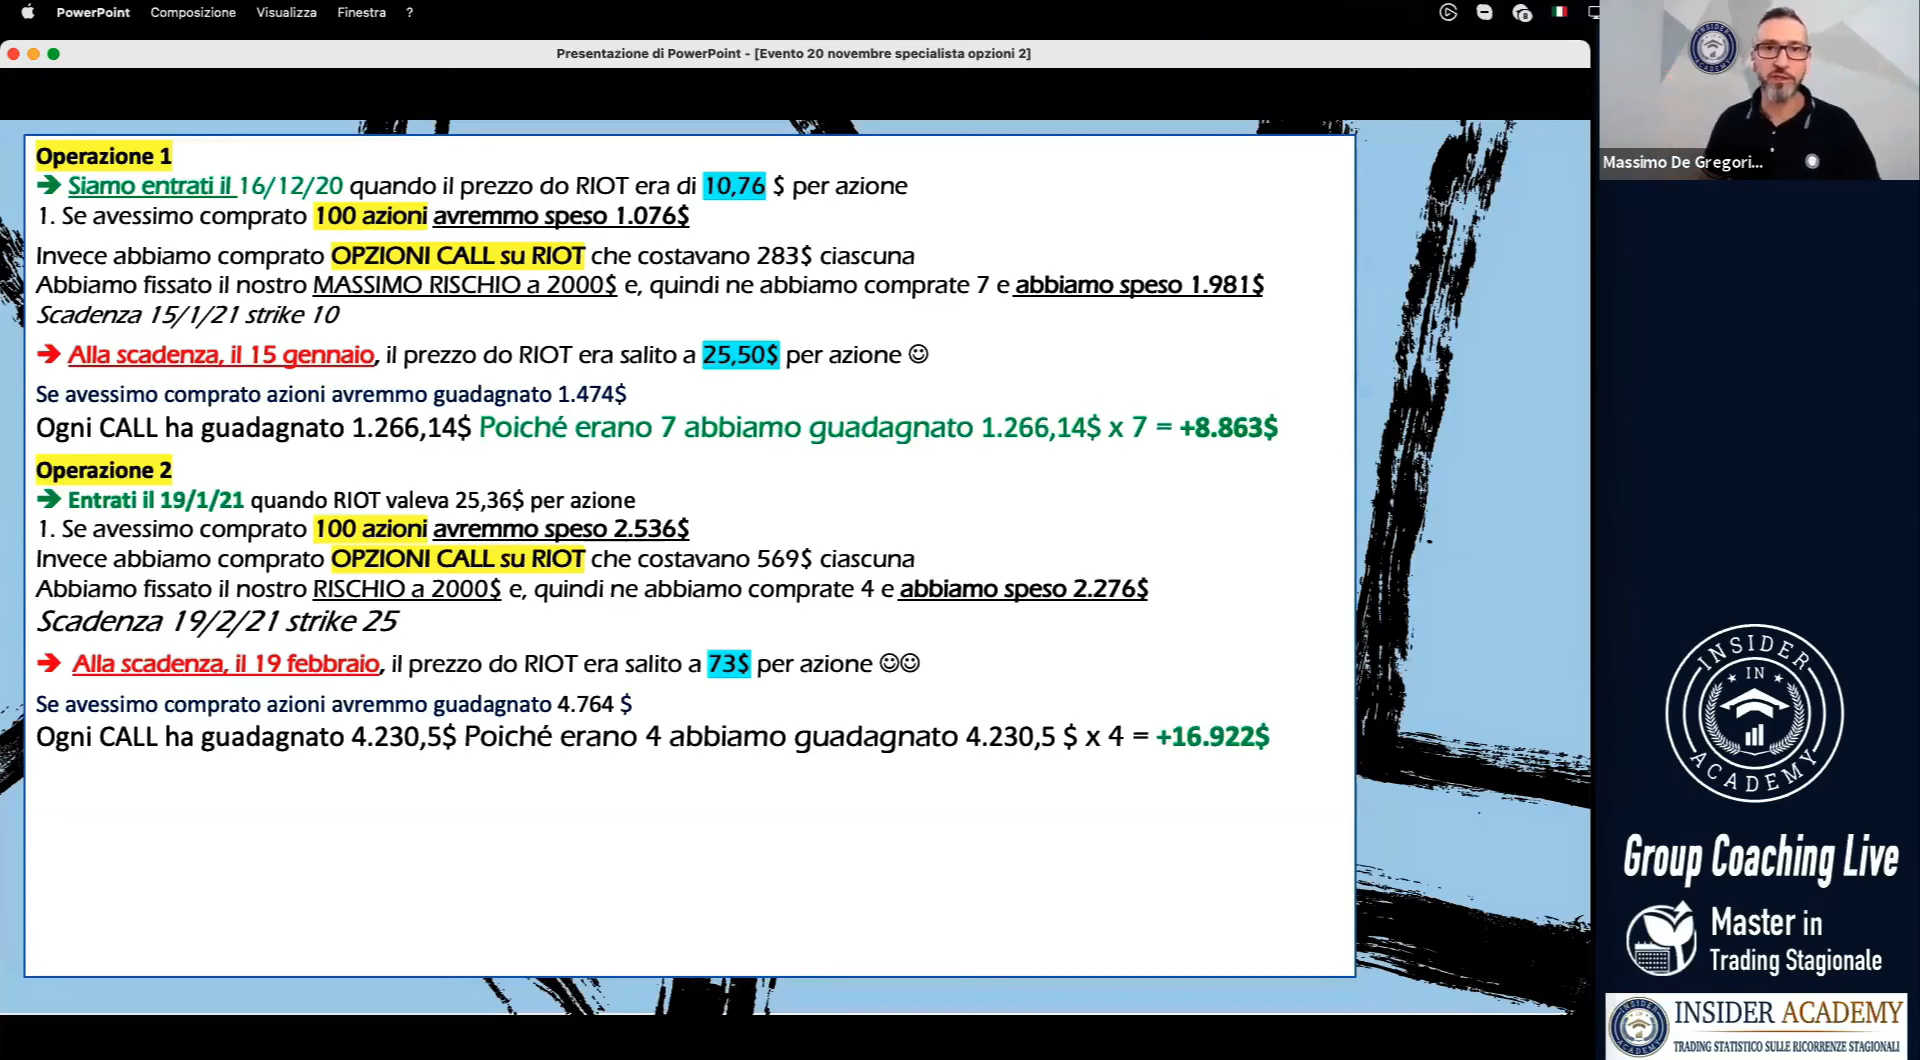 PowerPoint Composizione Visualizza Finestra ?
Presentazione di PowerPoint - [Evento 20 novembre specialista opzioni 2]
Operazione 1
➔ Siamo entrati il 16/12/20 quando il prezzo do RIOT era di 10,76 $ per azione
1. Se avessimo comprato 100 azioni avremmo speso 1.076$
Invece abbiamo comprato OPZIONI CALL su RIOT che costavano 283$ ciascuna
Abbiamo fissato il nostro MASSIMO RISCHIO a 2000$ e, quindi ne abbiamo comprate 7 e abbiamo speso 1.981$
Scadenza 15/1/21 strike 10
➔ Alla scadenza, il 15 gennaio, il prezzo do RIOT era salito a 25,50$ per azione ☺
Se avessimo comprato azioni avremmo guadagnato 1.474$
Ogni CALL ha guadagnato 1.266,14$ Poiché erano 7 abbiamo guadagnato 1.266,14$ x 7 = +8.863$
Operazione 2
➔ Entrati il 19/1/21 quando RIOT valeva 25,36$ per azione
1. Se avessimo comprato 100 azioni avremmo speso 2.536$
Invece abbiamo comprato OPZIONI CALL su RIOT che costavano 569$ ciascuna
Abbiamo fissato il nostro RISCHIO a 2000$ e, quindi ne abbiamo comprate 4 e abbiamo speso 2.276$
Scadenza 19/2/21 strike 25
➔ Alla scadenza, il 19 febbraio, il prezzo do RIOT era salito a 73$ per azione ☺☺
Se avessimo comprato azioni avremmo guadagnato 4.764 $
Ogni CALL ha guadagnato 4.230,5$ Poiché erano 4 abbiamo guadagnato 4.230,5 $ x 4 = +16.922$
Massimo De Gregori...
INSIDER
IN
ACADEMY
Group Coaching Live
Master in
Trading Stagionale
INSIDER ACADEMY
TRADING STATISTICO SULLE RICORRENZE STAGIONALI